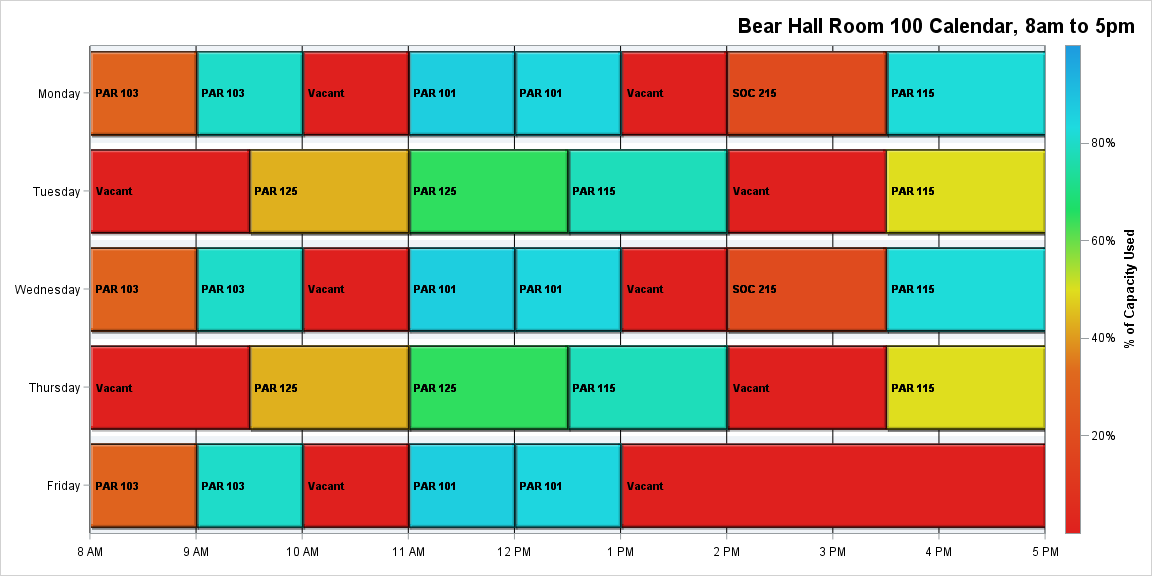 Bear Hall Room 100 Calendar, 8am to 5pm
Monday
PAR 103
PAR 103
Vacant
PAR 101
PAR 101
Vacant
SOC 215
PAR 115
Tuesday
Vacant
PAR 125
PAR 125
PAR 115
Vacant
PAR 115
Wednesday
PAR 103
PAR 103
Vacant
PAR 101
PAR 101
Vacant
SOC 215
PAR 115
Thursday
Vacant
PAR 125
PAR 125
PAR 115
Vacant
PAR 115
Friday
PAR 103
PAR 103
Vacant
PAR 101
PAR 101
Vacant
8 AM
9 AM
10 AM
11 AM
12 PM
1 PM
2 PM
3 PM
4 PM
5 PM
80%
60%
40%
20%
% of Capacity Used